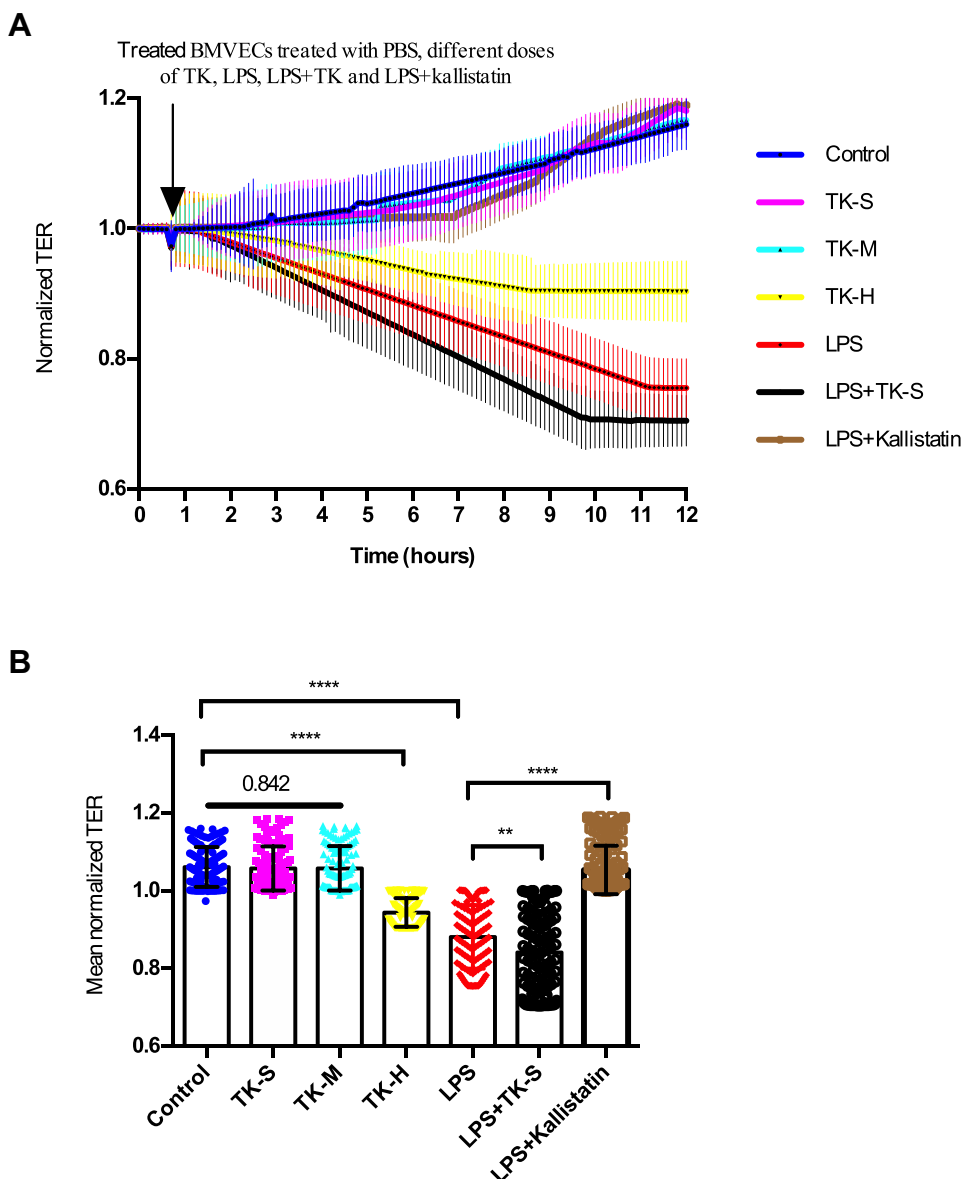 A
Treated BMVECs treated with PBS, different doses
of TK, LPS, LPS+TK and LPS+kallistatin
1.2
1.0
0.8
0.6
Normalized TER
0 1 2 3 4 5 6 7 8 9 10 11 12
Time (hours)
Control
TK-S
TK-M
TK-H
LPS
LPS+TK-S
LPS+Kallistatin
B
****
****
0.842
****
**
1.4
1.2
1.0
0.8
0.6
Mean normalized TER
Control
TK-S
TK-M
TK-H
LPS
LPS+TK-S
LPS+Kallistatin